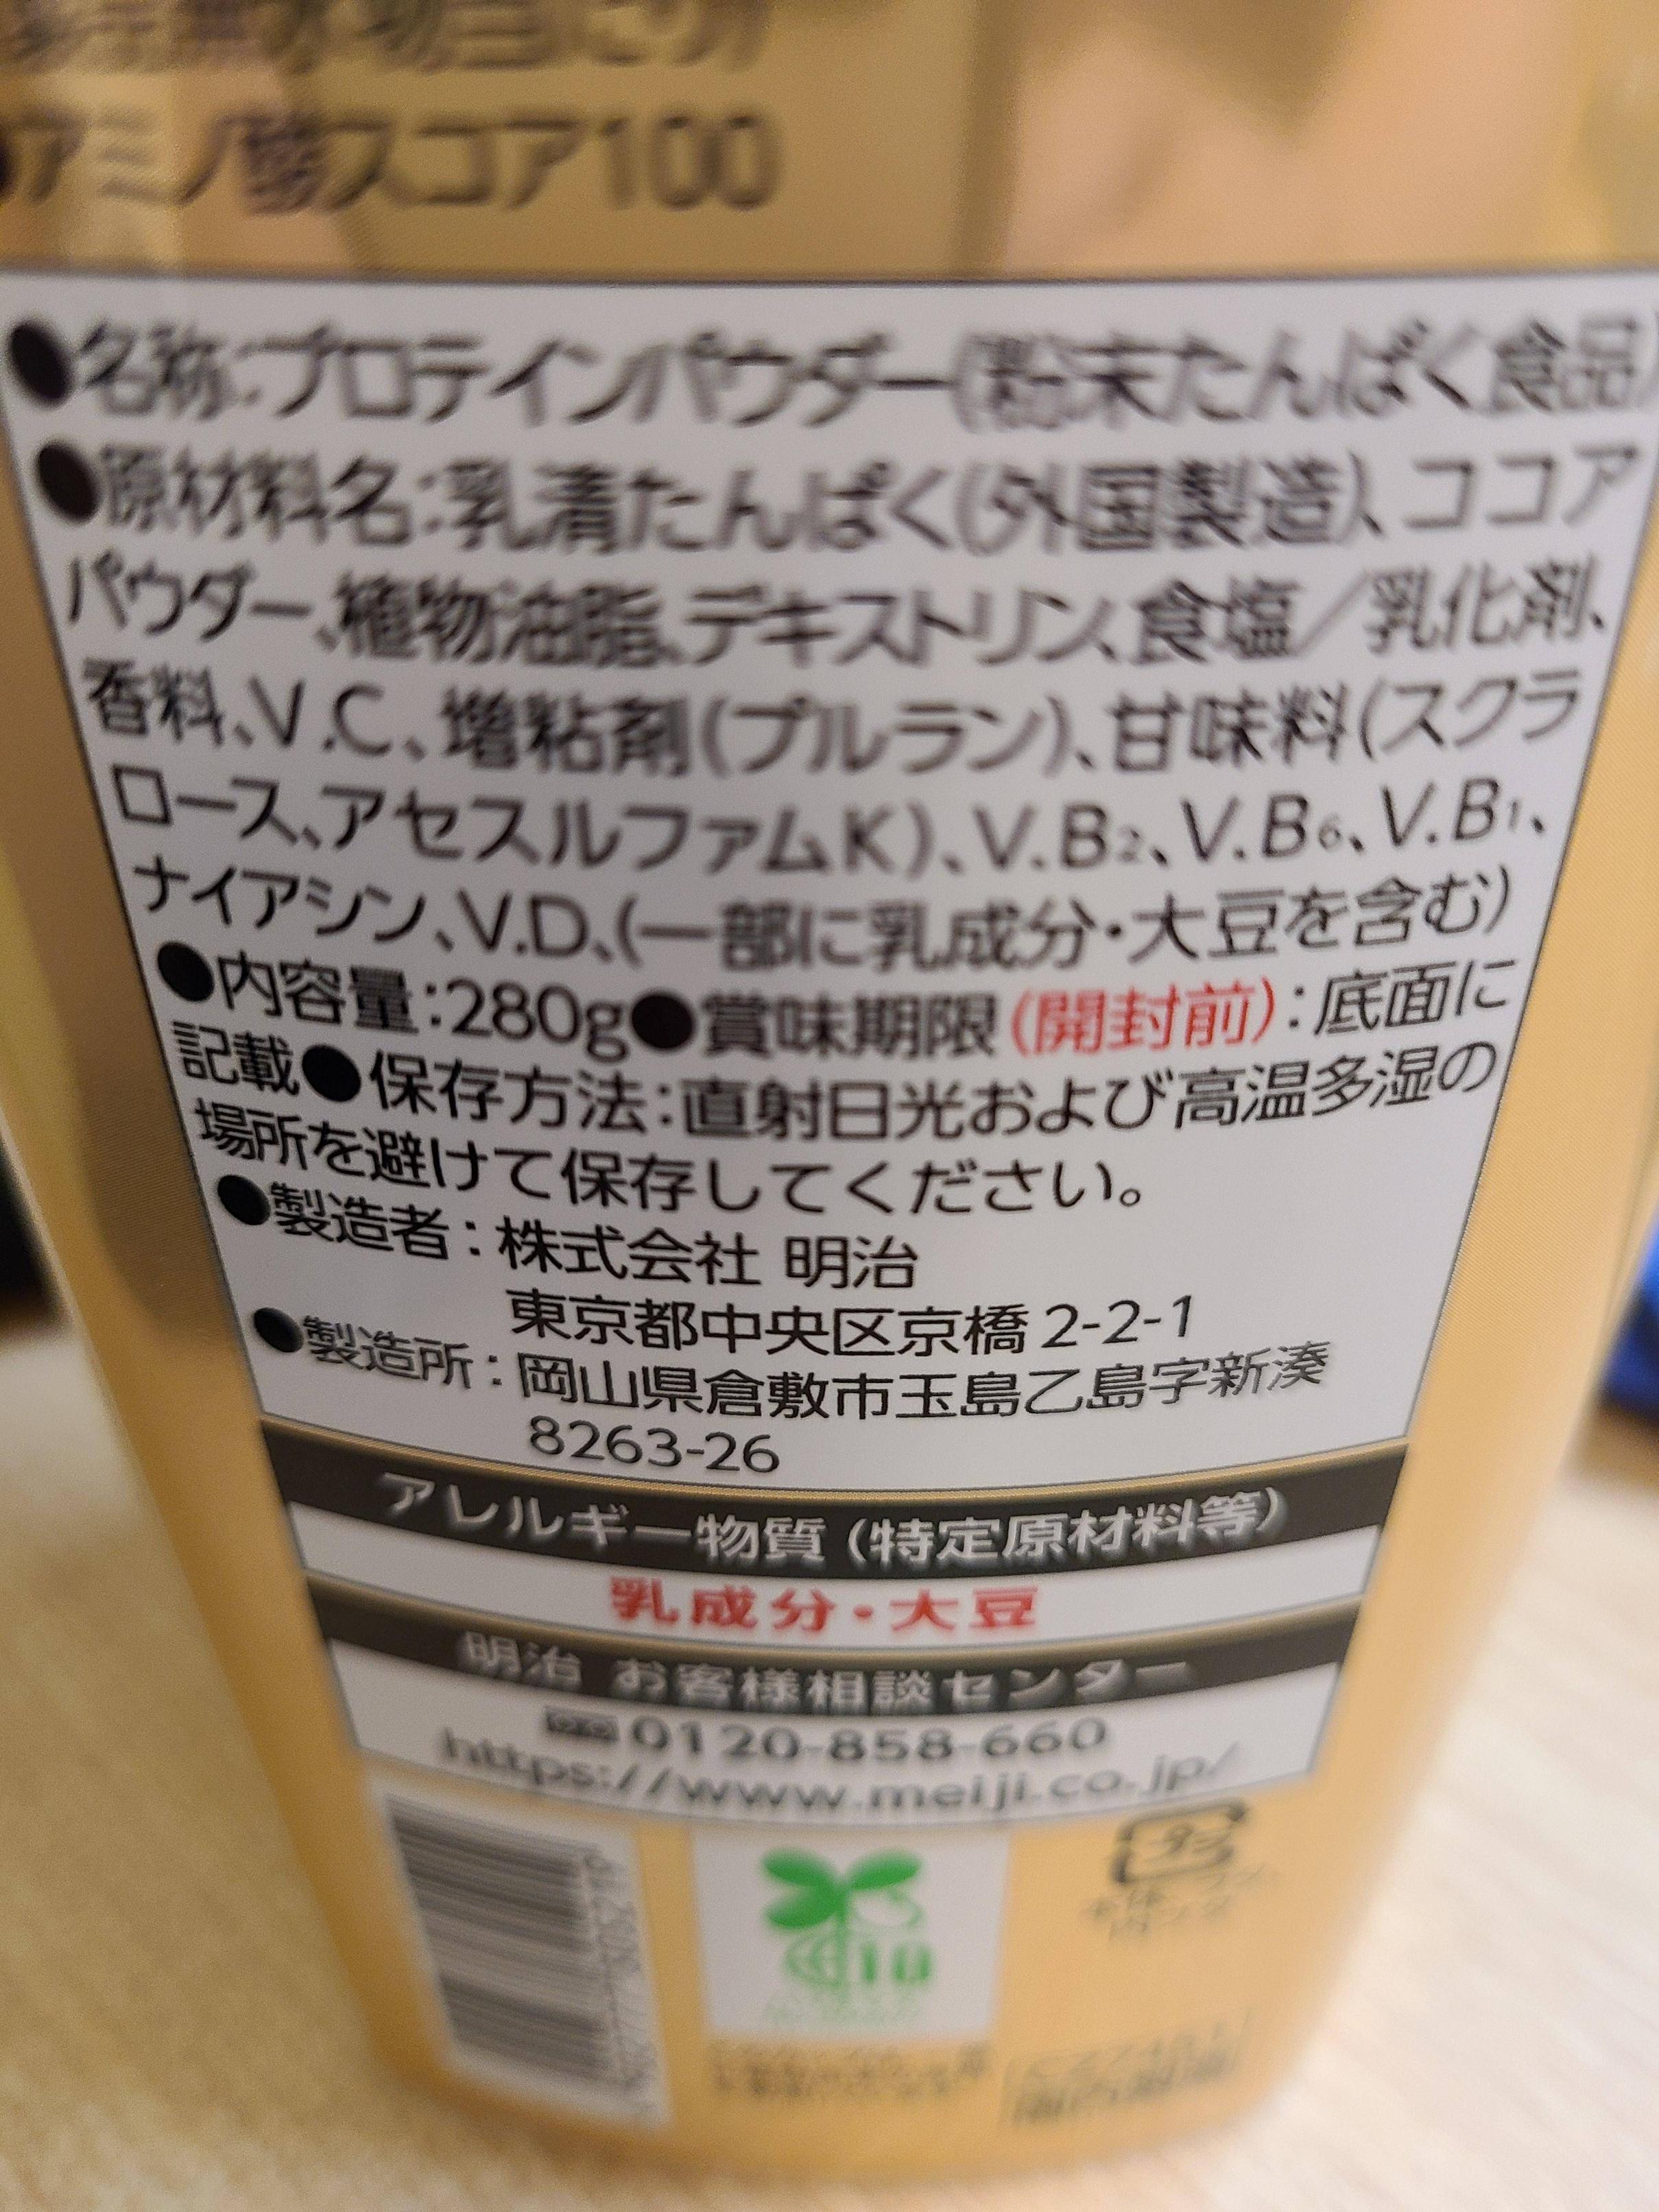 アミノ酸スコア100
●名称:プロテインパウダー(粉末たんぱく食品)
●原材料名:乳清たんぱく(外国製造)、ココア
パウダー、植物油脂、デキストリン、食塩/乳化剤、
香料、V.C、増粘剤(プルラン)、甘味料(スクラ
ロース、アセスルファムK)、V.B2、V.B6、V.B1、
ナイアシン、V.D、(一部に乳成分・大豆を含む)
●内容量:280g●賞味期限(開封前):底面に
記載●保存方法:直射日光および高温多湿の
場所を避けて保存してください。
●製造者:株式会社 明治
東京都中央区京橋2-2-1
●製造所:岡山県倉敷市玉島乙島字新湊
8263-26
アレルギー物質(特定原材料等)
乳成分・大豆
明治 お客様相談センター
0120-858-660
https://www.meiji.co.jp/
10